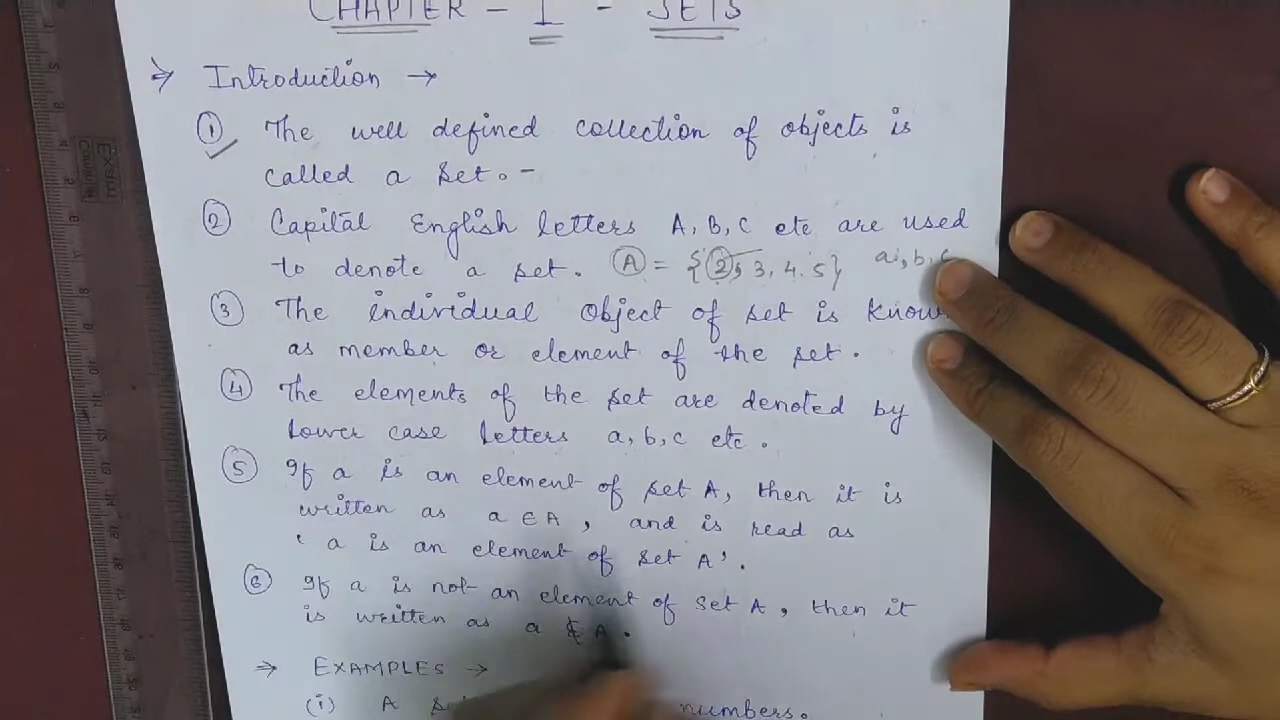 CHAPTER - I - SETS
⇒ Introduction →
① The well defined collection of objects is
called a set. -
② Capital English letters A, B, C etc are used
to denote a set. A = {2, 3, 4. 5} a, b, c
③ The individual object of set is
as member or element of the set.
④ The elements of the set are denoted by
lower case letters a, b, c etc.
⑤ If a is an element of set A, then it is
written as a ∈ A, and is read as
' a is an element of set A'.
⑥ If a is not an element of set A, then it
is written as a ∉ A.
⇒ EXAMPLES →
(i) A numbers.